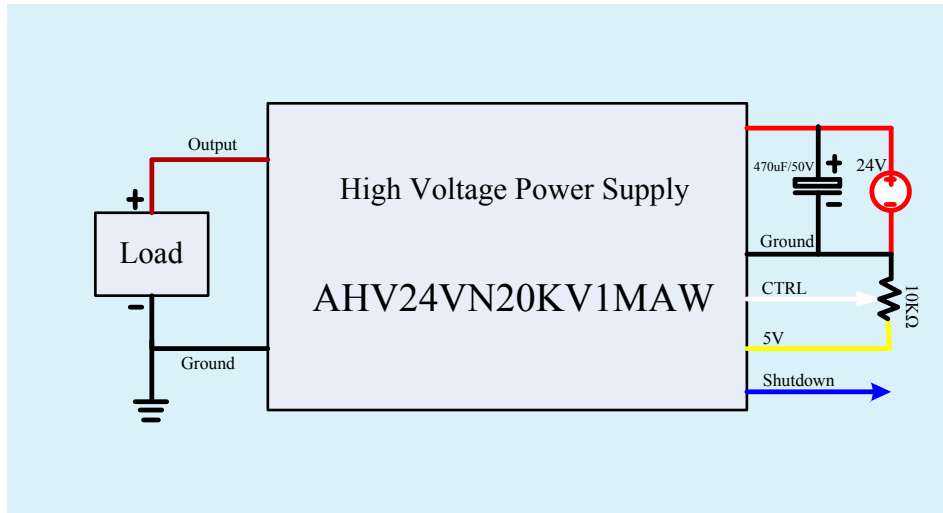 Output
+
Load
−
Ground
High Voltage Power Supply
AHV24VN20KV1MAW
470uF/50V
+
−
24V
+
−
Ground
CTRL
10KΩ
5V
Shutdown